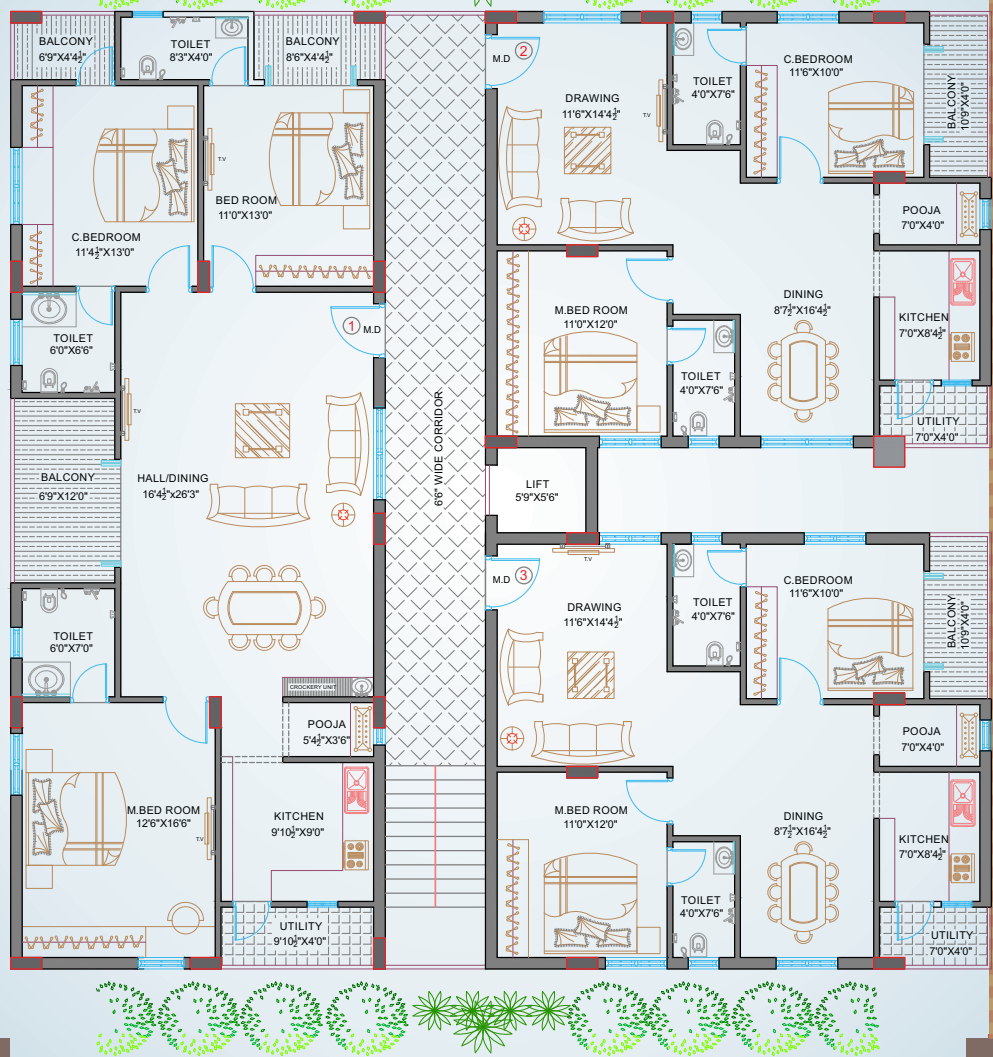 BALCONY
6'9"X4'4½"
TOILET
8'3"X4'0"
BALCONY
8'6"X4'4½"
C.BEDROOM
11'4½"X13'0"
T.V
BED ROOM
11'0"X13'0"
TOILET
6'0"X6'6"
1 M.D
T.V
BALCONY
6'9"X12'0"
HALL/DINING
16'4½"x26'3"
TOILET
6'0"X7'0"
CROCKERY UNIT
POOJA
5'4½"X3'6"
M.BED ROOM
12'6"X16'6"
T.V
KITCHEN
9'10½"X9'0"
UTILITY
9'10½"X4'0"
6'6" WIDE CORRIDOR
LIFT
5'9"X5'6"
M.D 2
DRAWING
11'6"X14'4½"
T.V
TOILET
4'0"X7'6"
C.BEDROOM
11'6"X10'0"
BALCONY
10'9"X4'0"
POOJA
7'0"X4'0"
M.BED ROOM
11'0"X12'0"
DINING
8'7½"X16'4½"
KITCHEN
7'0"X8'4½"
TOILET
4'0"X7'6"
UTILITY
7'0"X4'0"
T.V
M.D 3
DRAWING
11'6"X14'4½"
TOILET
4'0"X7'6"
C.BEDROOM
11'6"X10'0"
BALCONY
10'9"X4'0"
POOJA
7'0"X4'0"
M.BED ROOM
11'0"X12'0"
DINING
8'7½"X16'4½"
KITCHEN
7'0"X8'4½"
TOILET
4'0"X7'6"
UTILITY
7'0"X4'0"